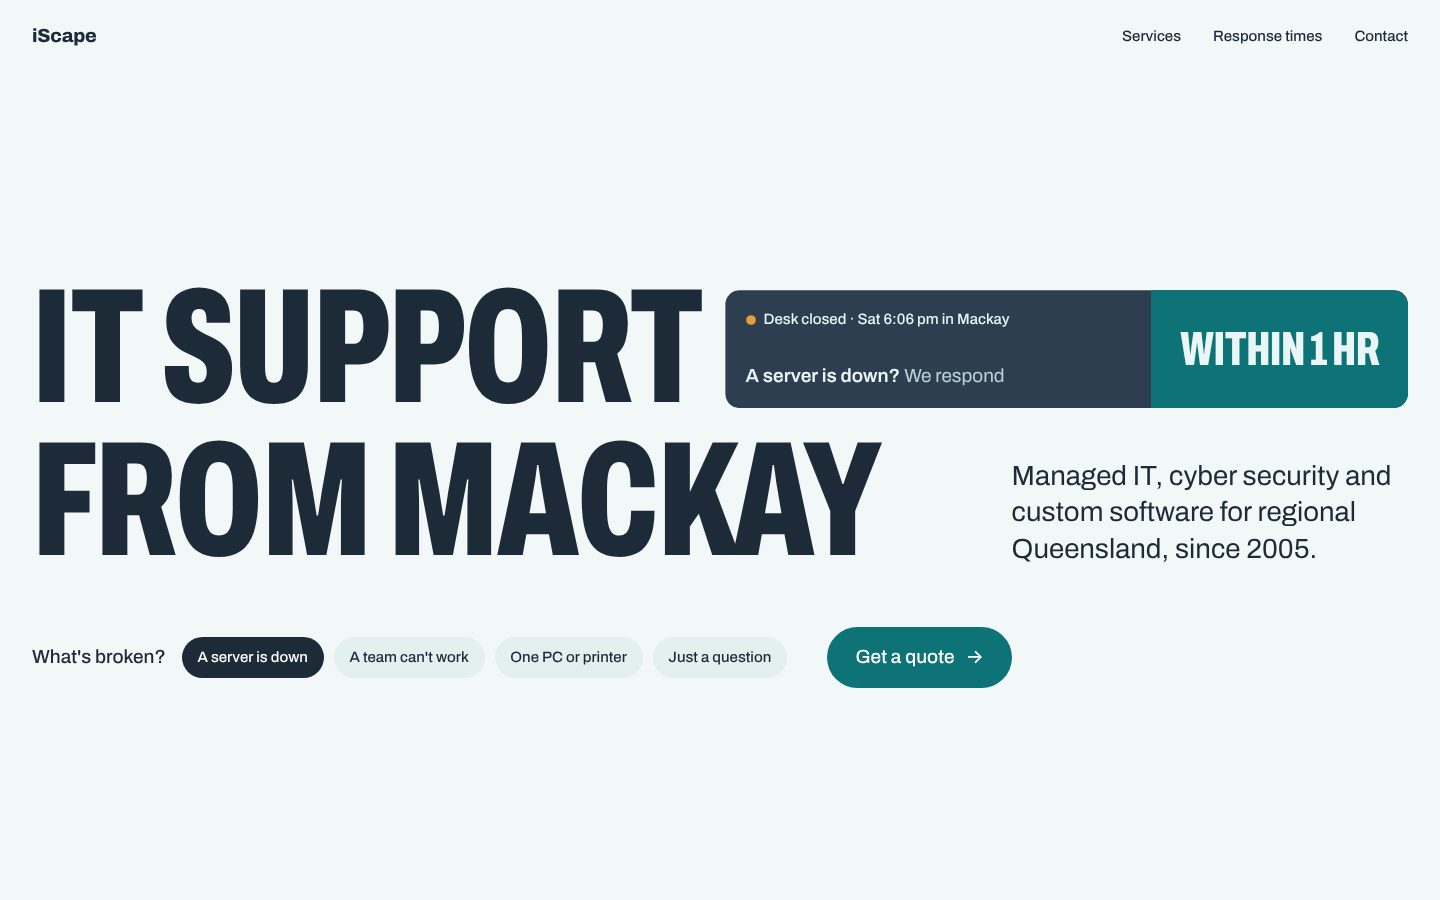 iScape
Services
Response times
Contact
IT SUPPORT
Desk closed · Sat 6:06 pm in Mackay
A server is down? We respond
WITHIN 1 HR
FROM MACKAY
Managed IT, cyber security and
custom software for regional
Queensland, since 2005.
What's broken?
A server is down
A team can't work
One PC or printer
Just a question
Get a quote →